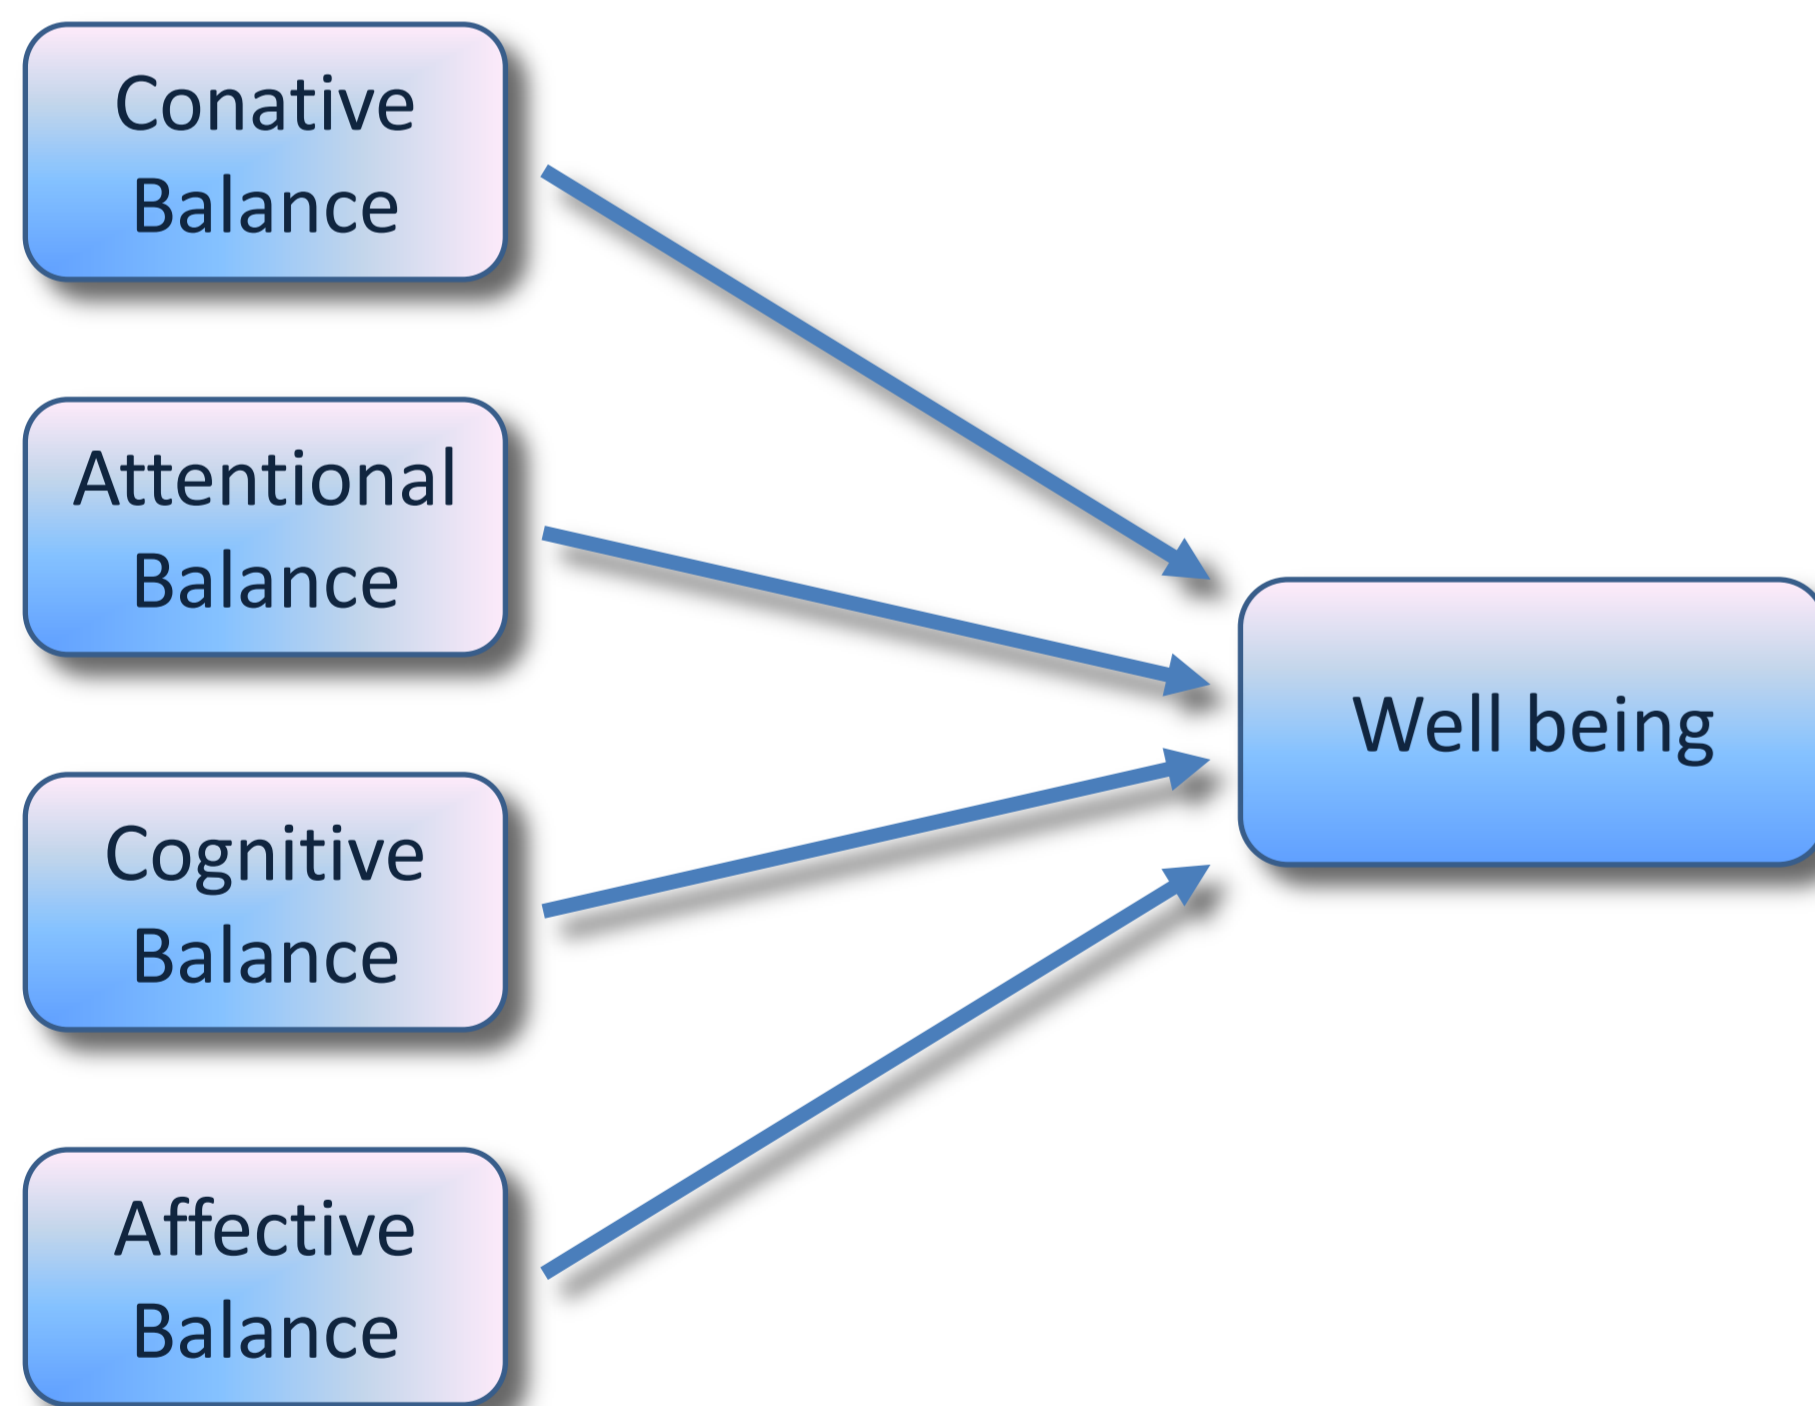 Conative
Balance
Attentional
Balance
Cognitive
Balance
Affective
Balance
Well being